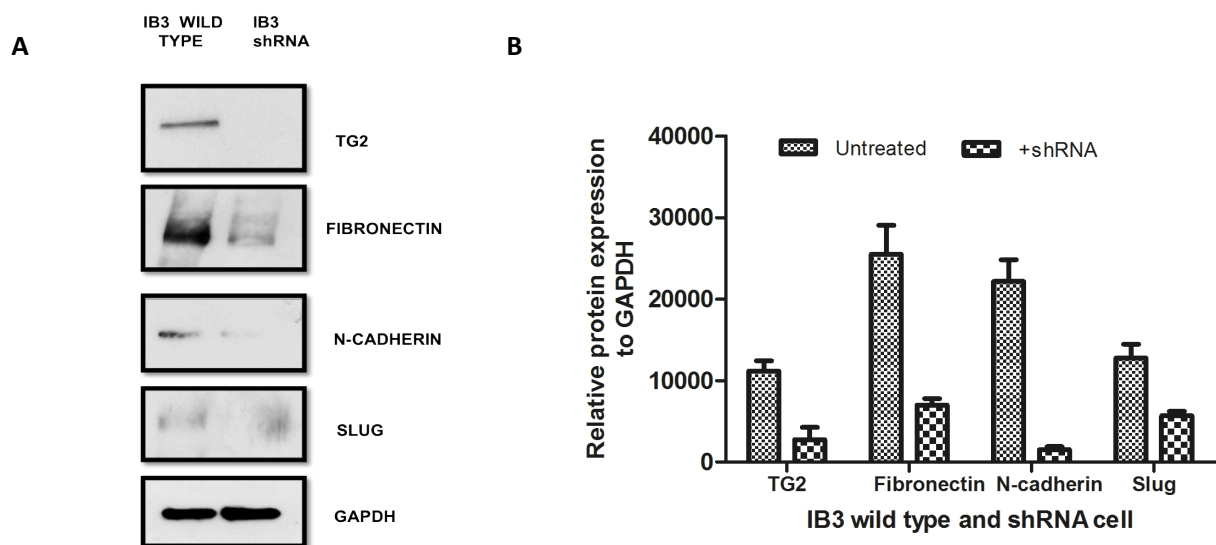 A
IB3 WILD
TYPE
IB3
shRNA
TG2
FIBRONECTIN
N-CADHERIN
SLUG
GAPDH
B
Relative protein expression
to GAPDH
40000
30000
20000
10000
0
Untreated
+shRNA
TG2
Fibronectin
N-cadherin
Slug
IB3 wild type and shRNA cell